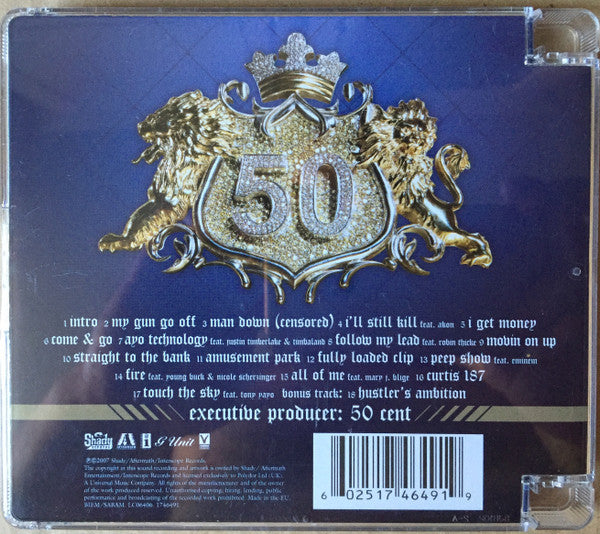 50
1 intro 2 my gun go off 3 man down (censored) 4 i'll still kill feat. akon 5 i get money
6 come & go 7 ayo technology feat. justin timberlake & timbaland 8 follow my lead feat. robin thicke 9 movin on up
10 straight to the bank 11 amusement park 12 fully loaded clip 13 peep show feat. eminem
14 fire feat. young buck & nicole scherzinger 15 all of me feat. mary j. blige 16 curtis 187
17 touch the sky feat. tony yayo bonus track: 18 hustler's ambition
executive producer: 50 cent
Shady RECORDS AFTERMATH G Unit
℗©2007 Shady/Aftermath/Interscope Records.
The copyright in this sound recording and artwork is owned by Shady/ Aftermath
Entertainment/Interscope Records and licensed exclusively to Polydor Ltd (U.K).
A Universal Music Company. All rights of the manufacturer and of the owner
of the work produced reserved. Unauthorised copying, hiring, lending, public
performance and broadcasting of the recorded work prohibited. Made in the EU.
BIEM/SABAM. LC06406. 1746491.
6 02517 46491 9